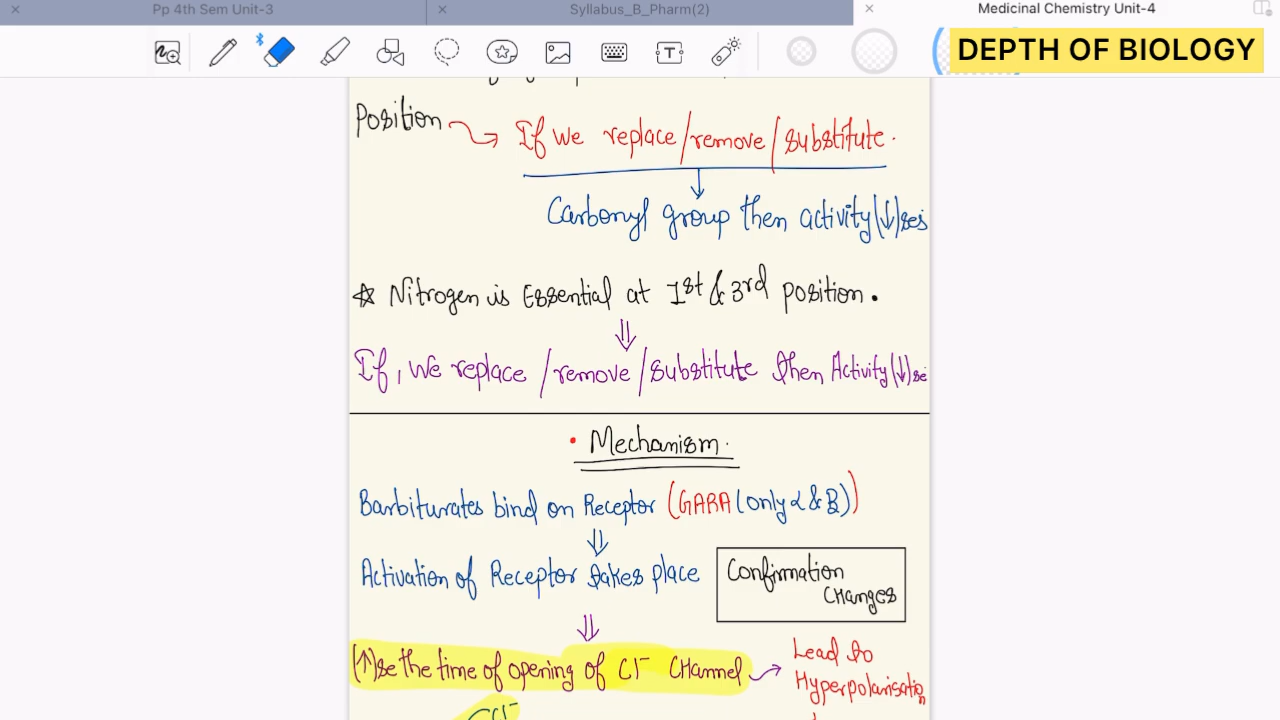 Pp 4th Sem Unit-3
Syllabus_B_Pharm(2)
Medicinal Chemistry Unit-4
DEPTH OF BIOLOGY
Position
If we replace/remove/substitute.
Carbonyl group then activity(↓)ses
☆ Nitrogen is Essential at 1st & 3rd position.
If, we replace/remove/substitute then Activity(↓)se
• Mechanism.
Barbiturates bind on Receptor (GABA(only α & β))
Activation of Receptor takes place
Confirmation
CHanges
(↑)se the time of opening of Cl⁻ CHannel
Lead to
Hyperpolarisation
Cl⁻